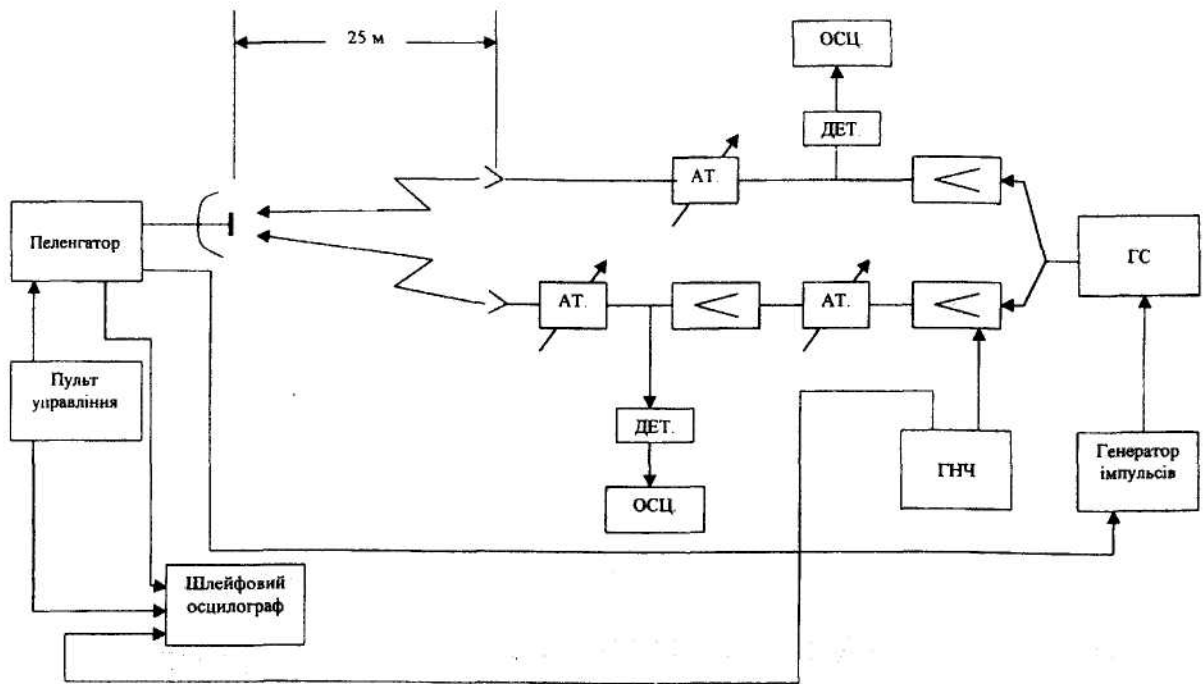 25 м
ОСЦ.
ДЕТ.
АТ.
Пеленгатор
ГС
АТ.
АТ.
Пульт
управління
ДЕТ.
ГНЧ
Генератор
імпульсів
ОСЦ.
Шлейфовий
осцилограф